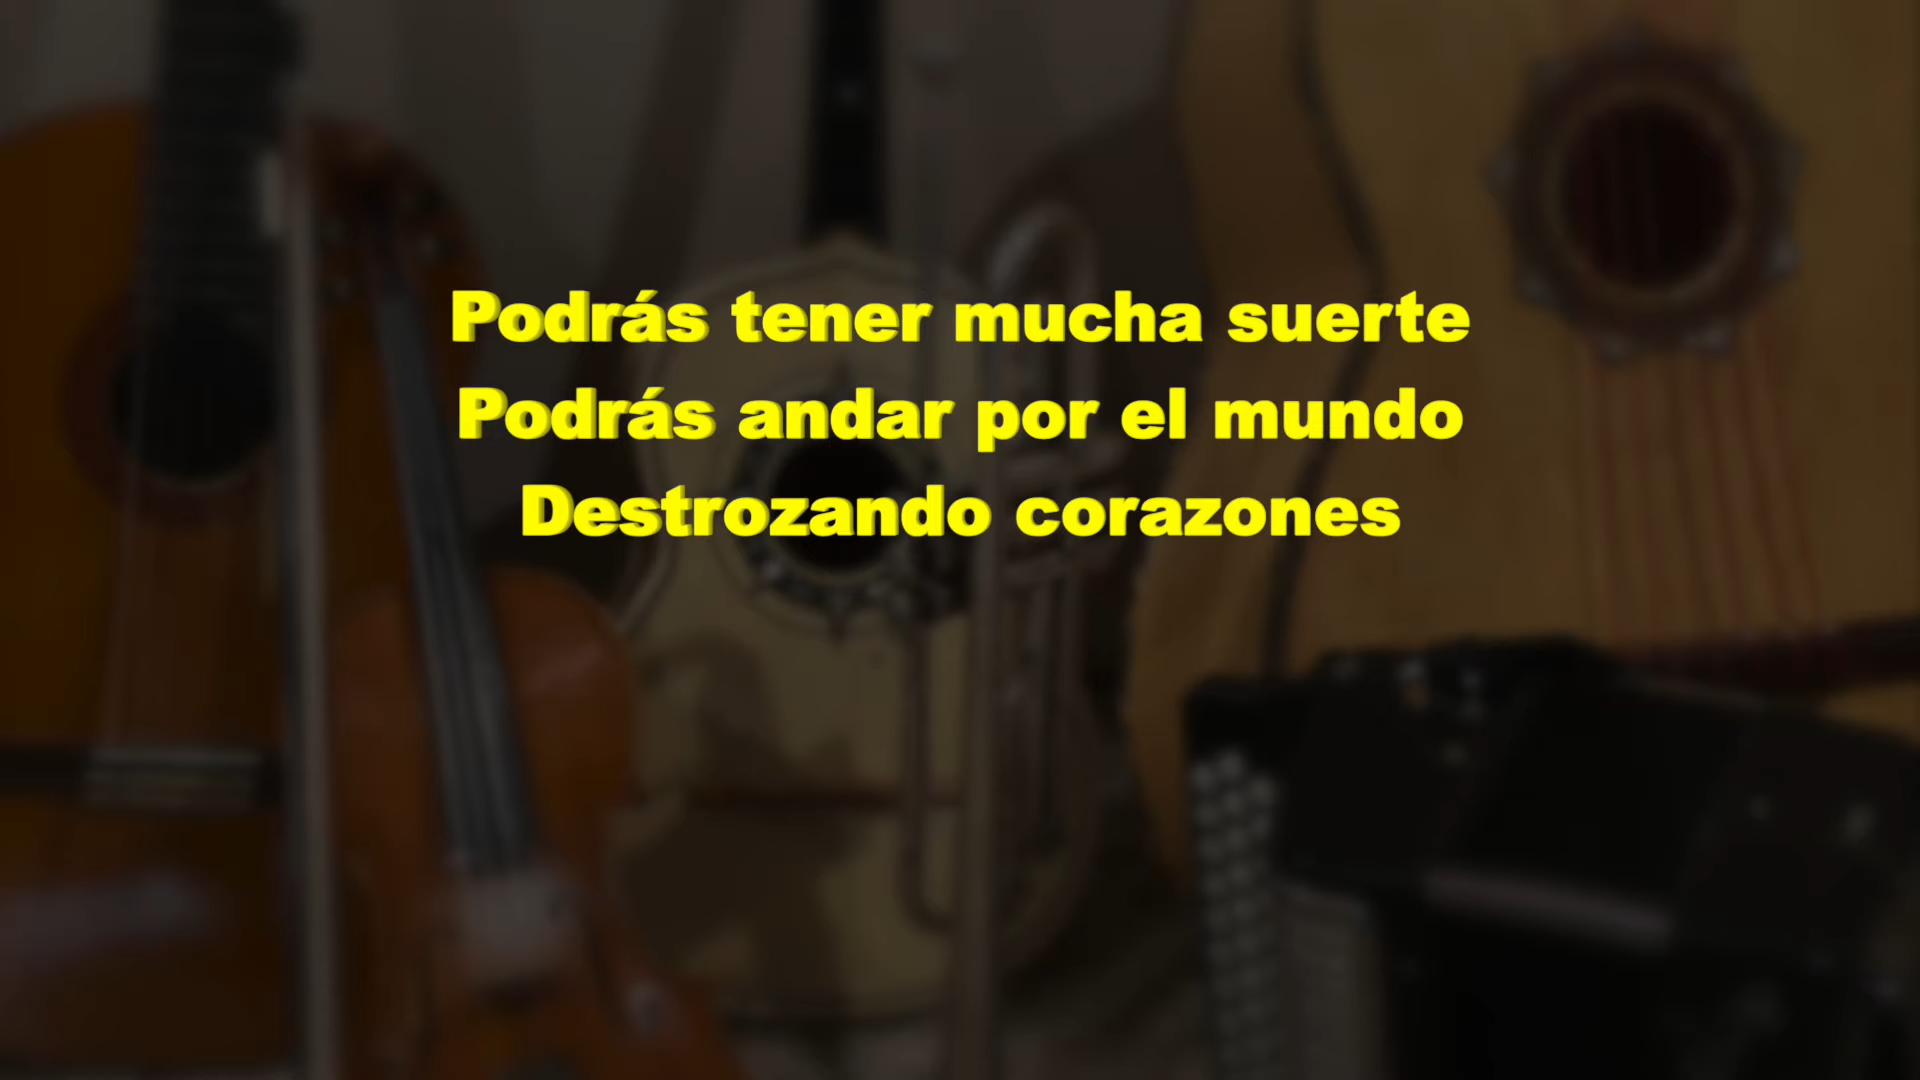 Podrás tener mucha suerte
Podrás andar por el mundo
Destrozando corazones